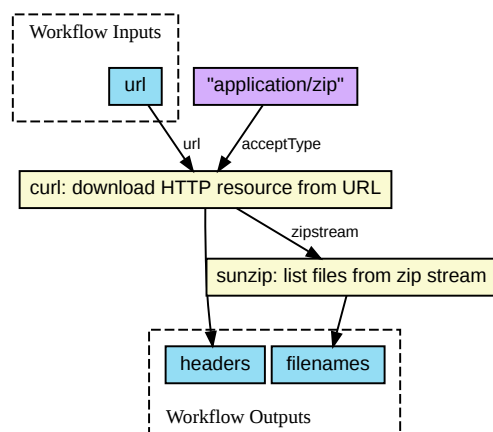 Workflow Inputs
url
"application/zip"
url
acceptType
curl: download HTTP resource from URL
zipstream
sunzip: list files from zip stream
headers
filenames
Workflow Outputs